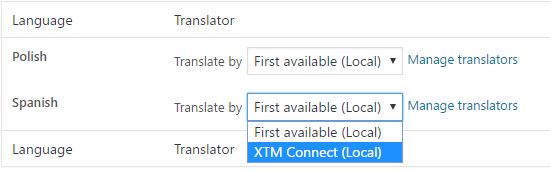 Language Translator
Polish Translate by First available (Local) Manage translators
Spanish Translate by First available (Local) Manage translators
First available (Local)
XTM Connect (Local)
Language Translator